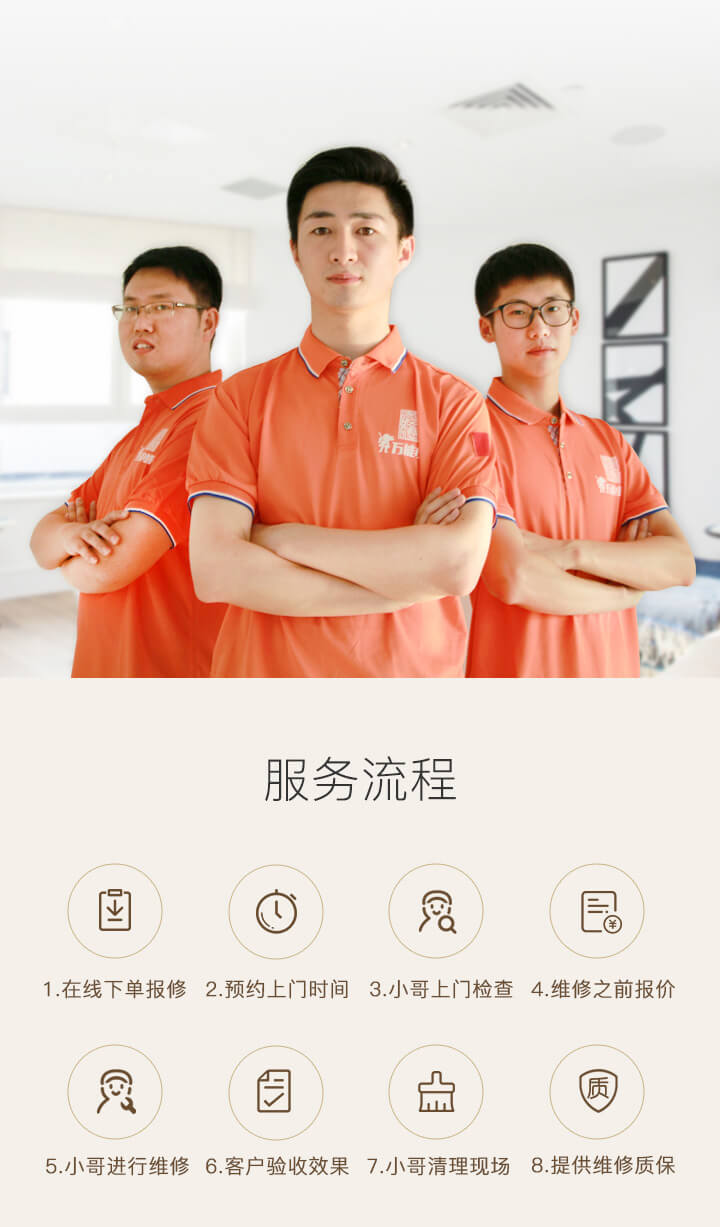 万能
服务流程
1.在线下单报修
2.预约上门时间
3.小哥上门检查
4.维修之前报价
¥
5.小哥进行维修
6.客户验收效果
7.小哥清理现场
8.提供维修质保
质